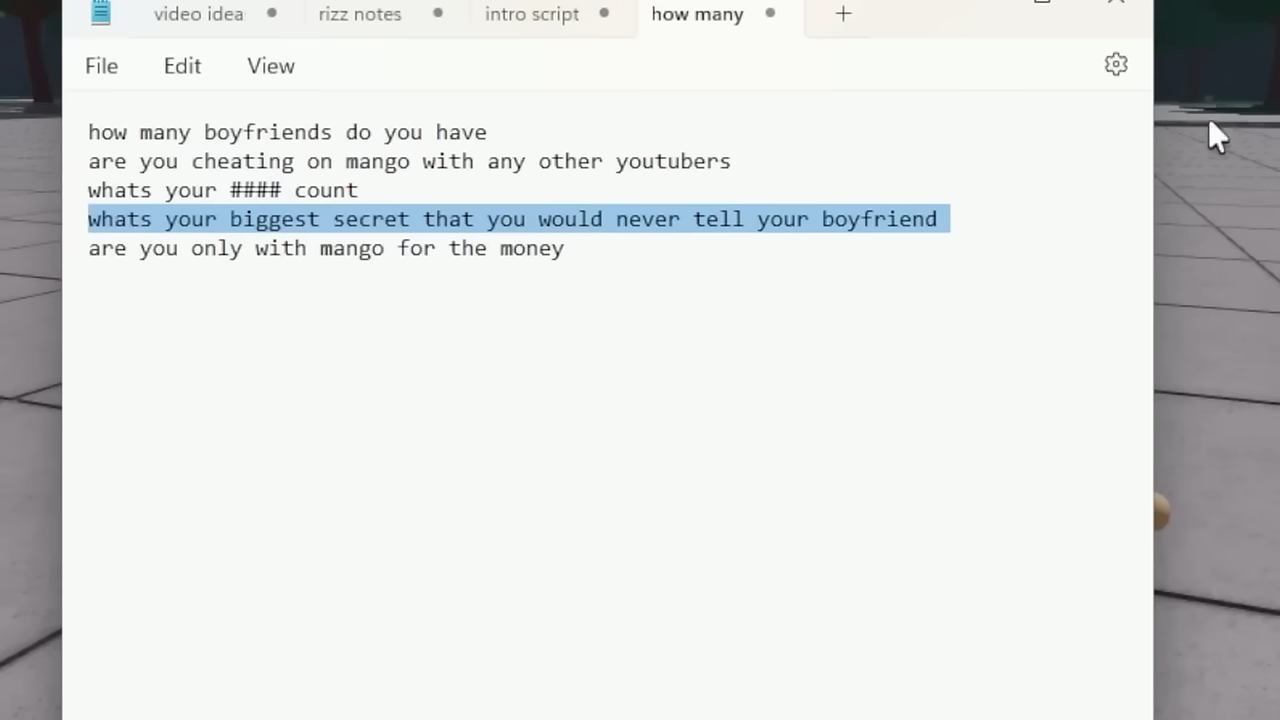 video idea rizz notes intro script how many
File Edit View
how many boyfriends do you have
are you cheating on mango with any other youtubers
whats your #### count
whats your biggest secret that you would never tell your boyfriend
are you only with mango for the money